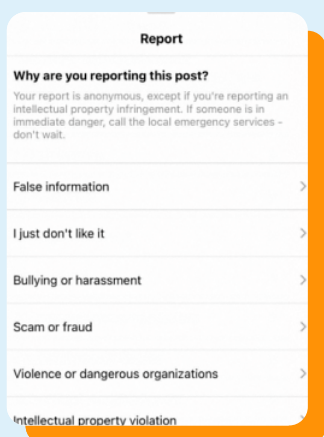 Report
Why are you reporting this post?
Your report is anonymous, except if you're reporting an
intellectual property infringement. If someone is in
immediate danger, call the local emergency services -
don't wait.
False information
I just don't like it
Bullying or harassment
Scam or fraud
Violence or dangerous organizations
Intellectual property violation